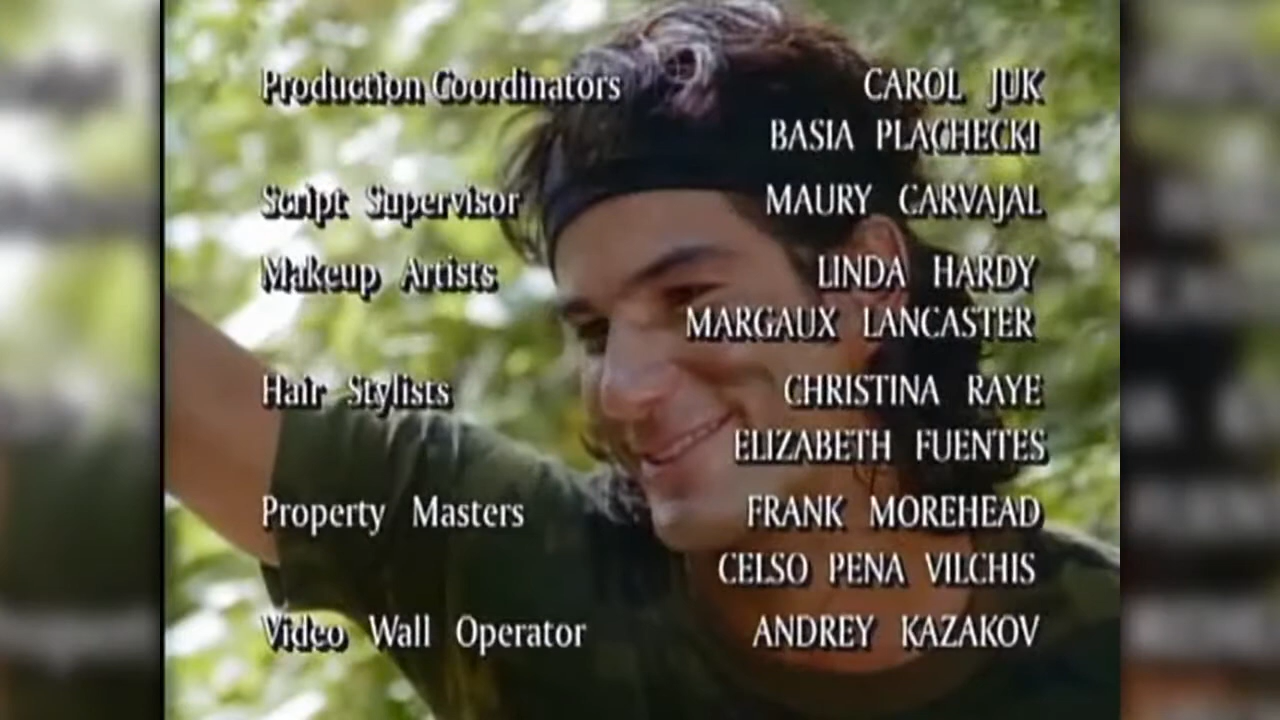 Production Coordinators CAROL JUK
BASIA PLACHECKI
Script Supervisor MAURY CARVAJAL
Makeup Artists LINDA HARDY
MARGAUX LANCASTER
Hair Stylists CHRISTINA RAYE
ELIZABETH FUENTES
Property Masters FRANK MOREHEAD
CELSO PENA VILCHIS
Video Wall Operator ANDREY KAZAKOV